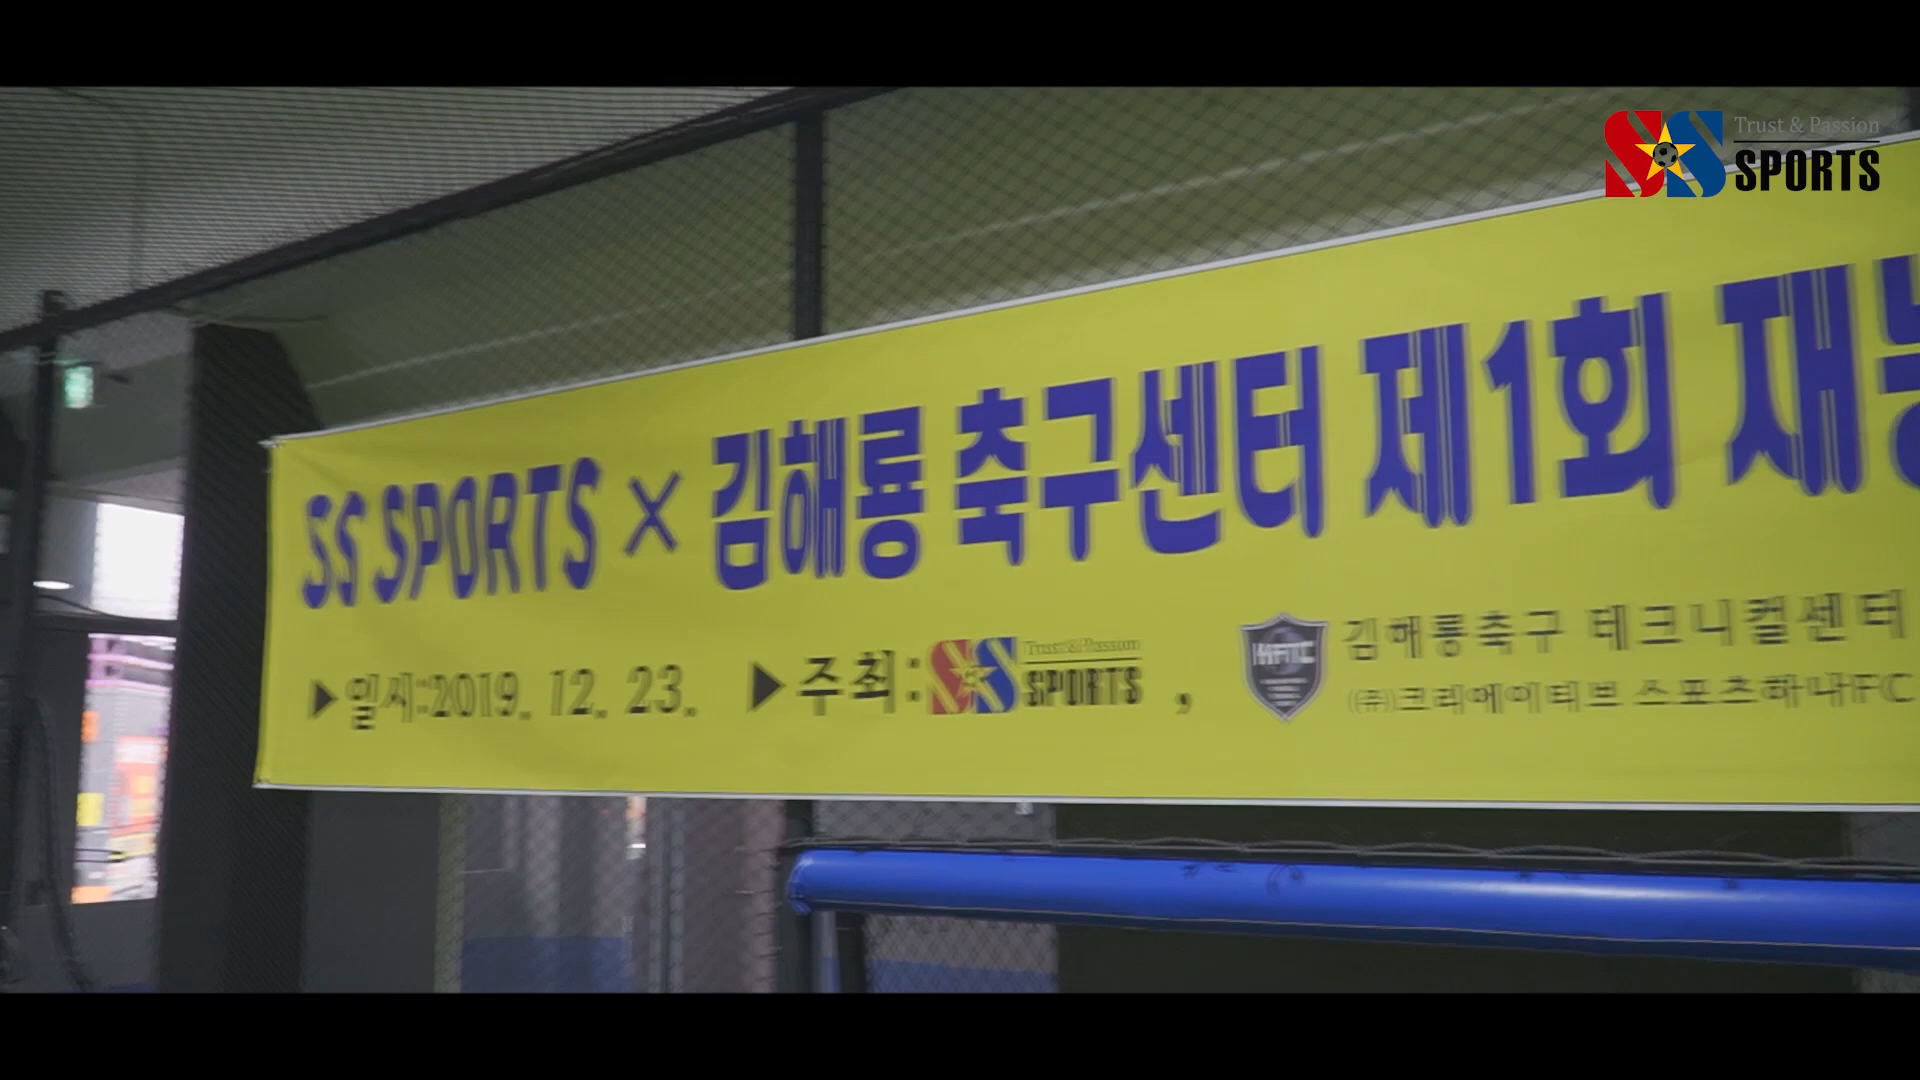 Trust & Passion
SPORTS
SS SPORTS × 김해룡 축구센터 제1회 재
▶일시:2019. 12. 23. ▶주최: SS Trust & Passion SPORTS ,
김해룡축구 테크니컬센터
(유)크리에이티브 스포츠하나FC